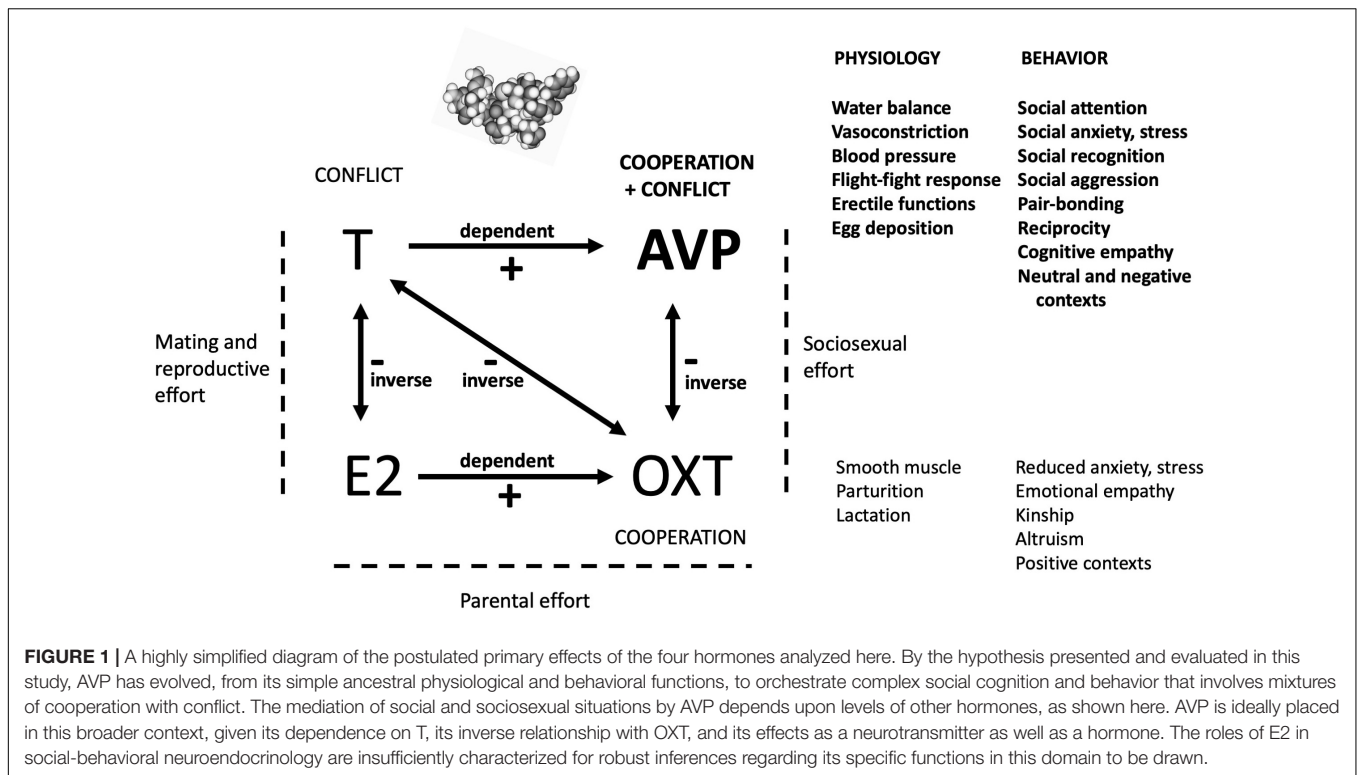 PHYSIOLOGY BEHAVIOR
Water balance Social attention
Vasoconstriction Social anxiety, stress
Blood pressure Social recognition
Flight-fight response Social aggression
Erectile functions Pair-bonding
Egg deposition Reciprocity
Cognitive empathy
Neutral and negative
contexts
CONFLICT
COOPERATION
+ CONFLICT
T
dependent
+
AVP
Mating and
reproductive
effort
-
inverse
-
inverse
-
inverse
Sociosexual
effort
E2
dependent
+
OXT
COOPERATION
Parental effort
Smooth muscle Reduced anxiety, stress
Parturition Emotional empathy
Lactation Kinship
Altruism
Positive contexts
FIGURE 1 | A highly simplified diagram of the postulated primary effects of the four hormones analyzed here. By the hypothesis presented and evaluated in this
study, AVP has evolved, from its simple ancestral physiological and behavioral functions, to orchestrate complex social cognition and behavior that involves mixtures
of cooperation with conflict. The mediation of social and sociosexual situations by AVP depends upon levels of other hormones, as shown here. AVP is ideally placed
in this broader context, given its dependence on T, its inverse relationship with OXT, and its effects as a neurotransmitter as well as a hormone. The roles of E2 in
social-behavioral neuroendocrinology are insufficiently characterized for robust inferences regarding its specific functions in this domain to be drawn.